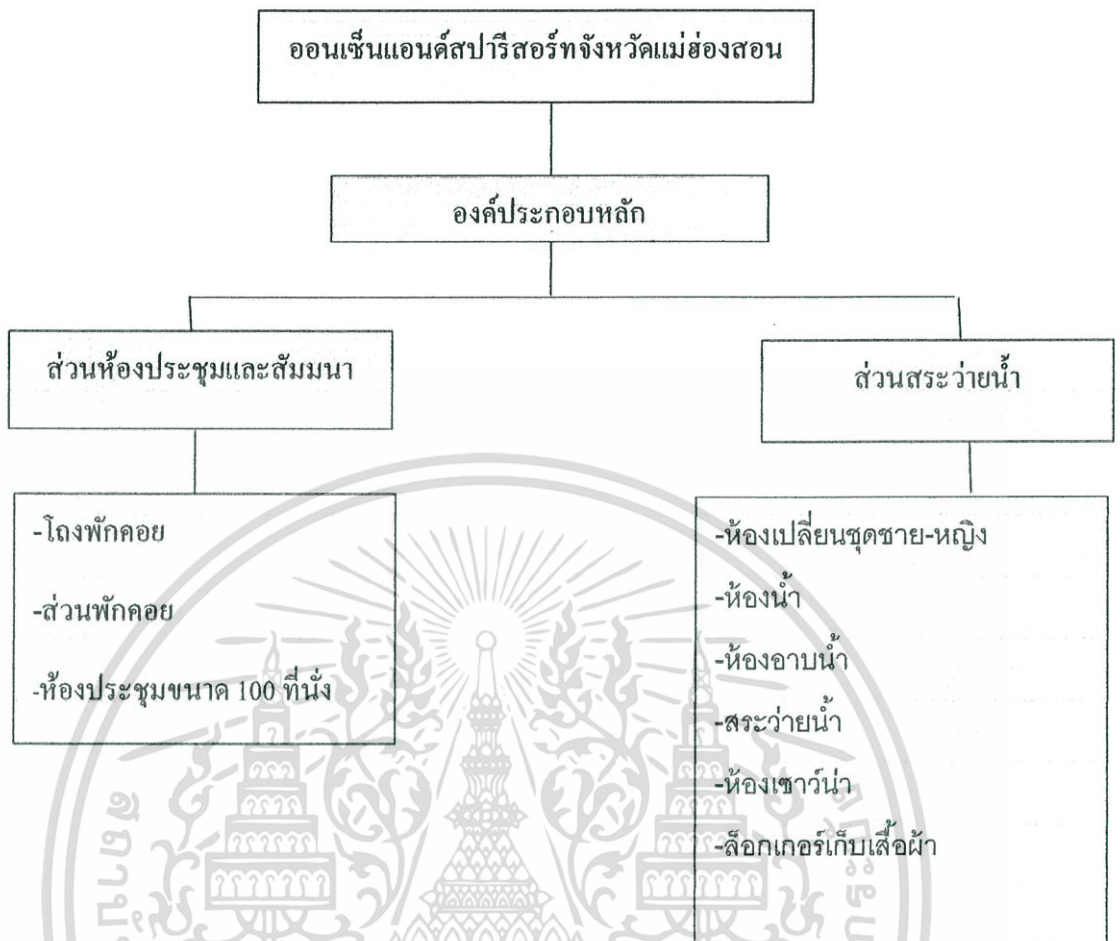 ออนเซ็นแอนด์สปารีสอร์ทจังหวัดแม่ฮ่องสอน
องค์ประกอบหลัก
ส่วนห้องประชุมและสัมมนา
ส่วนสระว่ายน้ำ
-โถงพักคอย
-ส่วนพักคอย
-ห้องประชุมขนาด 100 ที่นั่ง
-ห้องเปลี่ยนชุดชาย-หญิง
-ห้องน้ำ
-ห้องอาบน้ำ
-สระว่ายน้ำ
-ห้องเซาว์น่า
-ล็อกเกอร์เก็บเสื้อผ้า